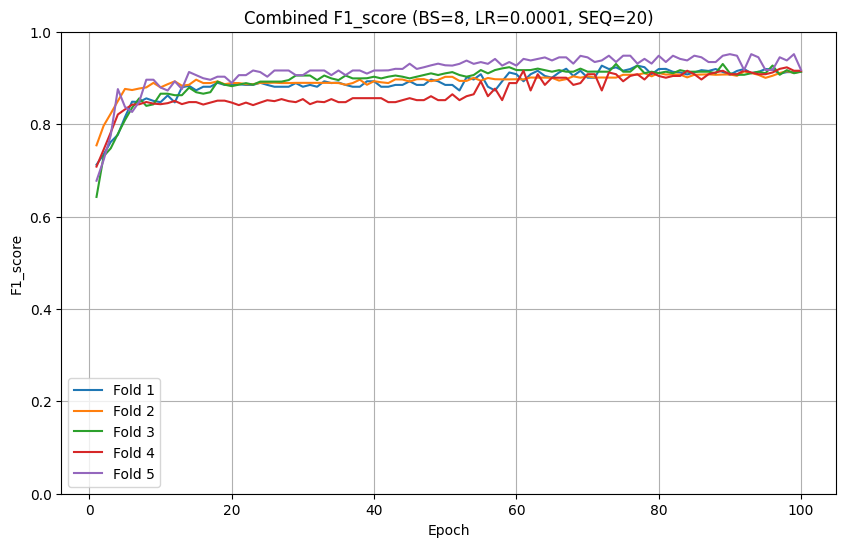 Combined F1_score (BS=8, LR=0.0001, SEQ=20)
1.0
0.8
0.6
0.4
0.2
0.0
F1_score
Fold 1
Fold 2
Fold 3
Fold 4
Fold 5
0 20 40 60 80 100
Epoch